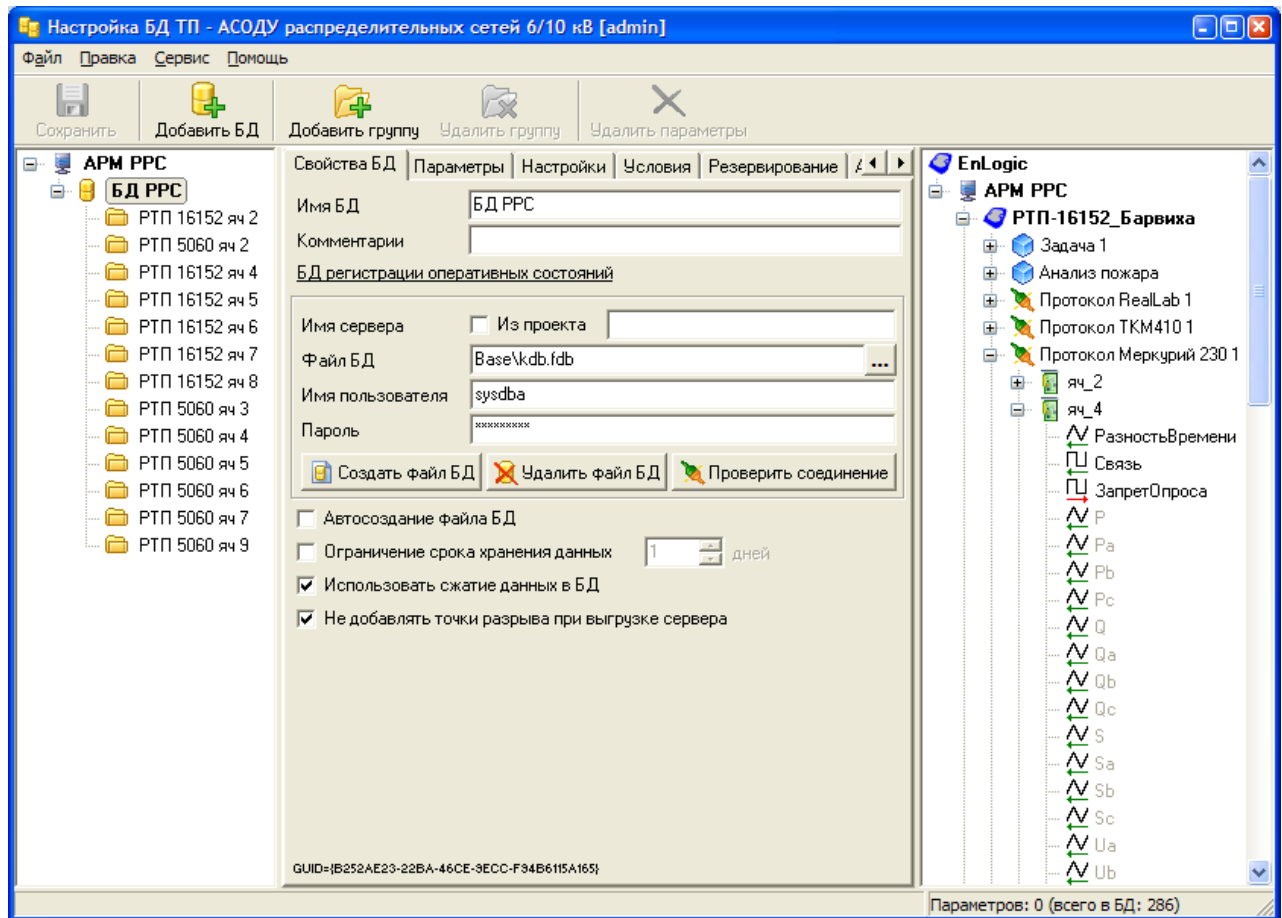 Настройка БД ТП - АСОДУ распределительных сетей 6/10 кВ [admin]
Файл Правка Сервис Помощь
Сохранить Добавить БД Добавить группу Удалить группу Удалить параметры
АРМ РРС
БД РРС
РТП 16152 яч 2
РТП 5060 яч 2
РТП 16152 яч 4
РТП 16152 яч 5
РТП 16152 яч 6
РТП 16152 яч 7
РТП 16152 яч 8
РТП 5060 яч 3
РТП 5060 яч 4
РТП 5060 яч 5
РТП 5060 яч 6
РТП 5060 яч 7
РТП 5060 яч 9
Свойства БД Параметры Настройки Условия Резервирование
Имя БД БД РРС
Комментарии
БД регистрации оперативных состояний
Имя сервера Из проекта
Файл БД Base\kdb.fdb ...
Имя пользователя sysdba
Пароль *********
Создать файл БД Удалить файл БД Проверить соединение
Автосоздание файла БД
Ограничение срока хранения данных 1 дней
Использовать сжатие данных в БД
Не добавлять точки разрыва при выгрузке сервера
GUID={B252AE23-22BA-46CE-9ECC-F94B6115A165}
EnLogic
АРМ РРС
РТП-16152_Барвиха
Задача 1
Анализ пожара
Протокол RealLab 1
Протокол ТКМ410 1
Протокол Меркурий 230 1
яч_2
яч_4
РазностьВремени
Связь
ЗапретОпроса
P
Pa
Pb
Pc
Q
Qa
Qb
Qc
S
Sa
Sb
Sc
Ua
Ub
Параметров: 0 (всего в БД: 286)